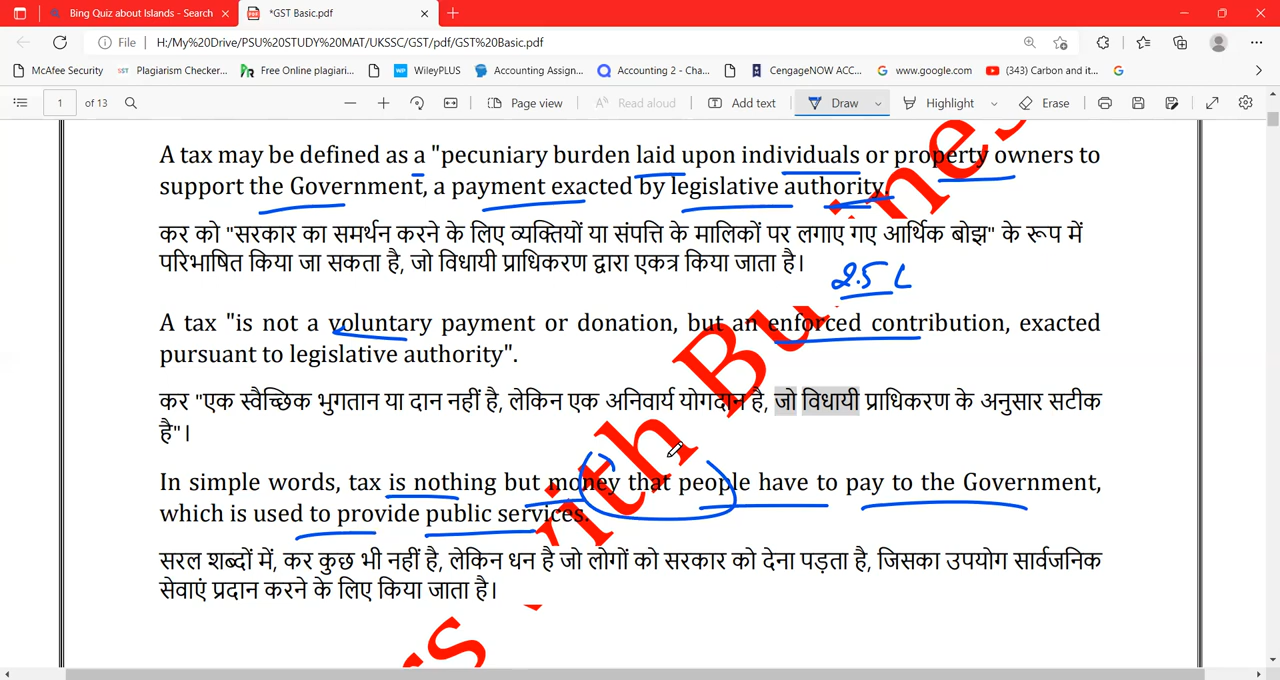 Bing Quiz about Islands - Search
*GST Basic.pdf
File H:/My%20Drive/PSU%20STUDY%20MAT/UKSSC/GST/pdf/GST%20Basic.pdf
McAfee Security SST Plagiarism Checker... Free Online plagiari... WP WileyPLUS Accounting Assig... Accounting 2 - Cha... CengageNOW ACC... www.google.com (343) Carbon and it...
1 of 13 Page view Read aloud Add text Draw Highlight Erase
A tax may be defined as a "pecuniary burden laid upon individuals or property owners to
support the Government, a payment exacted by legislative authority.
कर को "सरकार का समर्थन करने के लिए व्यक्तियों या संपत्ति के मालिकों पर लगाए गए आर्थिक बोझ" के रूप में
परिभाषित किया जा सकता है, जो विधायी प्राधिकरण द्वारा एकत्र किया जाता है।
2.5 L
A tax "is not a voluntary payment or donation, but an enforced contribution, exacted
pursuant to legislative authority".
कर "एक स्वैच्छिक भुगतान या दान नहीं है, लेकिन एक अनिवार्य योगदान है, जो विधायी प्राधिकरण के अनुसार सटीक
है"।
In simple words, tax is nothing but money that people have to pay to the Government,
which is used to provide public services.
सरल शब्दों में, कर कुछ भी नहीं है, लेकिन धन है जो लोगों को सरकार को देना पड़ता है, जिसका उपयोग सार्वजनिक
सेवाएं प्रदान करने के लिए किया जाता है।